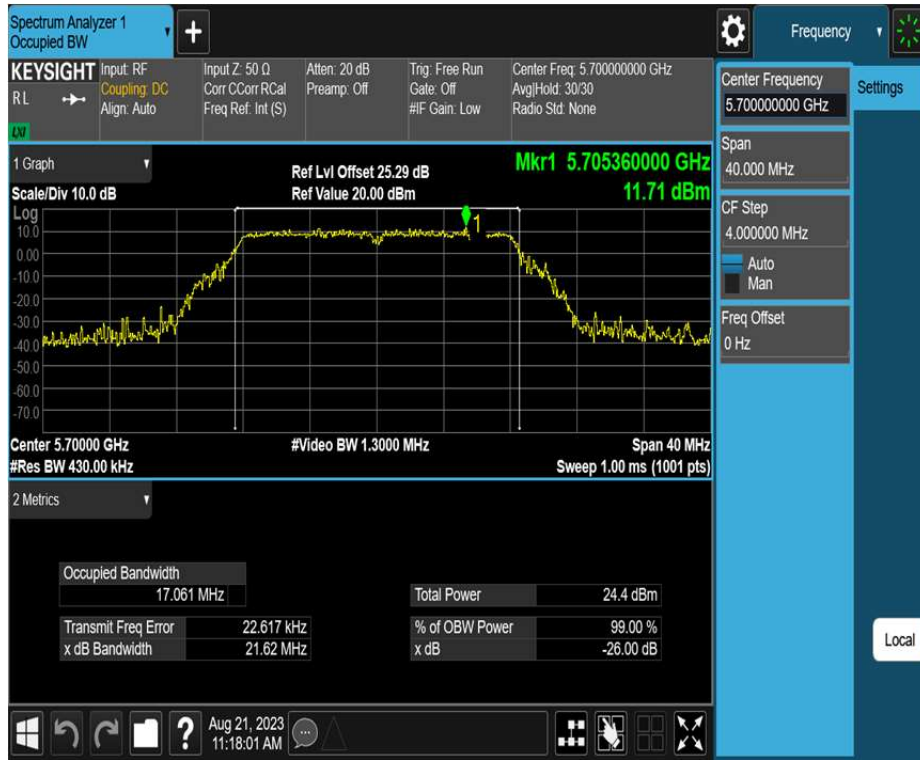 Spectrum Analyzer 1
Occupied BW
+
Frequency
KEYSIGHT
RL
LXI
Input: RF
Coupling: DC
Align: Auto
Input Z: 50 Ω
Corr CCorr RCal
Freq Ref: Int (S)
Atten: 20 dB
Preamp: Off
Trig: Free Run
Gate: Off
#IF Gain: Low
Center Freq: 5.700000000 GHz
Avg|Hold: 30/30
Radio Std: None
Center Frequency
5.700000000 GHz
Settings
Span
40.000 MHz
CF Step
4.000000 MHz
Auto
Man
Freq Offset
0 Hz
1 Graph
Scale/Div 10.0 dB
Ref Lvl Offset 25.29 dB
Ref Value 20.00 dBm
Mkr1 5.705360000 GHz
11.71 dBm
Log
10.0
0.00
-10.0
-20.0
-30.0
-40.0
-50.0
-60.0
-70.0
1
Center 5.70000 GHz
#Video BW 1.3000 MHz
Span 40 MHz
#Res BW 430.00 kHz
Sweep 1.00 ms (1001 pts)
2 Metrics
Occupied Bandwidth
17.061 MHz
Total Power 24.4 dBm
Transmit Freq Error 22.617 kHz
% of OBW Power 99.00 %
x dB Bandwidth 21.62 MHz
x dB -26.00 dB
Local
?
Aug 21, 2023
11:18:01 AM